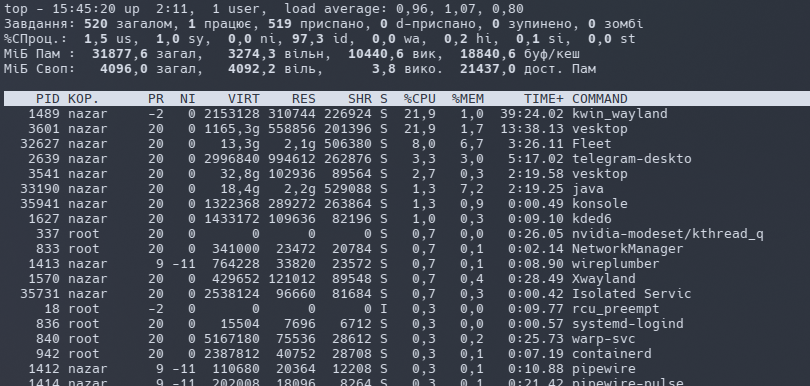 top - 15:45:20 up  2:11,  1 user,  load average: 0,96, 1,07, 0,80
Завдання: 520 загалом, 1 працює, 519 приспано, 0 d-приспано, 0 зупинено, 0 зомбі
%CПроц.:  1,5 us,  1,0 sy,  0,0 ni, 97,3 id,  0,0 wa,  0,2 hi,  0,1 si,  0,0 st
МіБ Пам :  31877,6 загал,   3274,3 вільн,  10440,6 вик,  18840,6 буф/кеш
МіБ Своп:   4096,0 загал,   4092,2 віль,      3,8 вико.  21437,0 дост. Пам
PID КОР.      PR  NI    VIRT    RES    SHR S  %CPU  %MEM     TIME+ COMMAND
1489 nazar     -2   0 2153128 310744 226924 S  21,9   1,0  39:24.02 kwin_wayland
3601 nazar     20   0 1165,3g 558856 201396 S  21,9   1,7  13:38.13 vesktop
32627 nazar     20   0   13,3g   2,1g 506380 S   8,0   6,7   3:26.11 Fleet
2639 nazar     20   0 2996840 994612 262876 S   3,3   3,0   5:17.02 telegram-deskto
3541 nazar     20   0   32,8g 102936  89564 S   2,7   0,3   2:19.58 vesktop
33190 nazar     20   0   18,4g   2,2g 529088 S   1,3   7,2   2:19.25 java
35941 nazar     20   0 1322368 289272 263864 S   1,3   0,9   0:00.49 konsole
1627 nazar     20   0 1433172 109636  82196 S   1,0   0,3   0:09.10 kded6
337 root      20   0       0      0      0 S   0,7   0,0   0:26.05 nvidia-modeset/kthread_q
833 root      20   0  341000  23472  20784 S   0,7   0,1   0:02.14 NetworkManager
1413 nazar      9 -11  764228  33820  23572 S   0,7   0,1   0:08.90 wireplumber
1570 nazar     20   0  429652 121012  89548 S   0,7   0,4   0:28.49 Xwayland
35731 nazar     20   0 2538124  96660  81684 S   0,7   0,3   0:00.42 Isolated Servic
18 root      -2   0       0      0      0 I   0,3   0,0   0:09.77 rcu_preempt
836 root      20   0   15504   7696   6712 S   0,3   0,0   0:00.57 systemd-logind
840 root      20   0 5167180  75536  28612 S   0,3   0,2   0:25.73 warp-svc
942 root      20   0 2387812  40752  28708 S   0,3   0,1   0:07.19 containerd
1412 nazar      9 -11  110680  20364  12208 S   0,3   0,1   0:10.88 pipewire
1414 nazar      9 -11  202008  18096   8264 S   0,3   0,1   0:21.42 pipewire-pulse